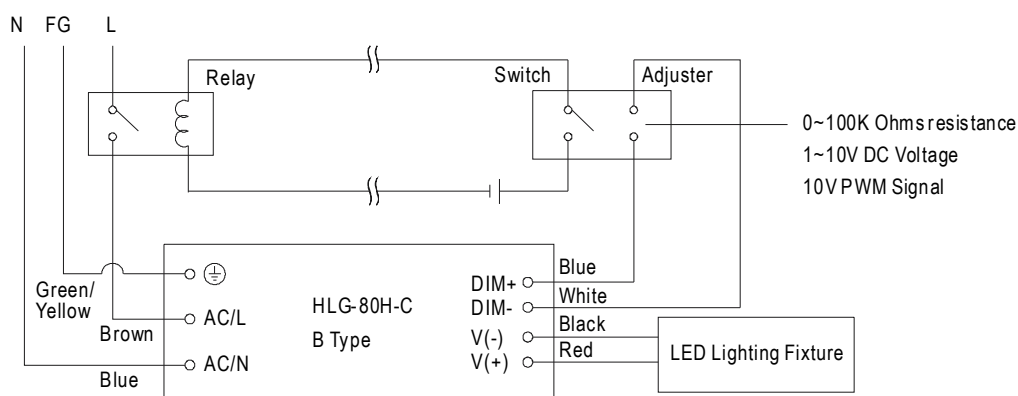 N FG L
Relay
Switch
Adjuster
0~100K Ohms resistance
1~10V DC Voltage
10V PWM Signal
Green/
Yellow
Brown
Blue
AC/L
AC/N
HLG-80H-C
B Type
DIM+
DIM-
V(-)
V(+)
Blue
White
Black
Red
LED Lighting Fixture